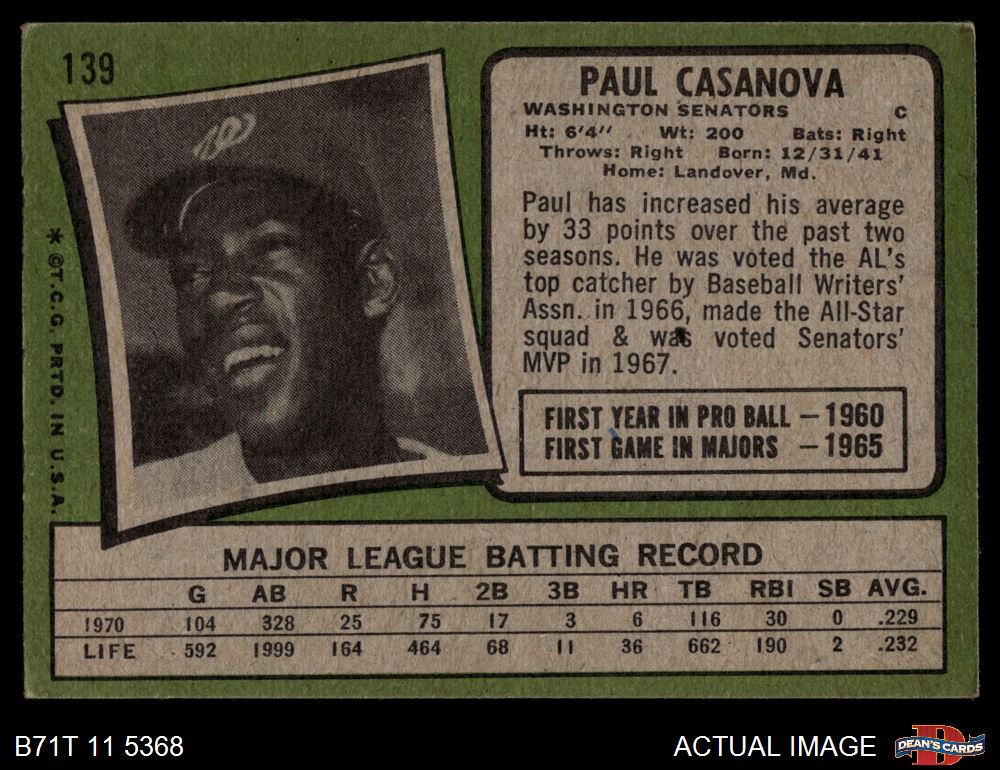 139
PAUL CASANOVA
WASHINGTON SENATORS C
Ht: 6'4" Wt: 200 Bats: Right
Throws: Right Born: 12/31/41
Home: Landover, Md.
Paul has increased his average
by 33 points over the past two
seasons. He was voted the AL's
top catcher by Baseball Writers'
Assn. in 1966, made the All-Star
squad & was voted Senators'
MVP in 1967.
FIRST YEAR IN PRO BALL — 1960
FIRST GAME IN MAJORS — 1965
* ©T.C.G. PRTD. IN U.S.A.
MAJOR LEAGUE BATTING RECORD
G AB R H 2B 3B HR TB RBI SB AVG.
1970 104 328 25 75 17 3 6 116 30 0 .229
LIFE 592 1999 164 464 68 11 36 662 190 2 .232
B71T 11 5368
ACTUAL IMAGE
D
DEAN'S CARDS